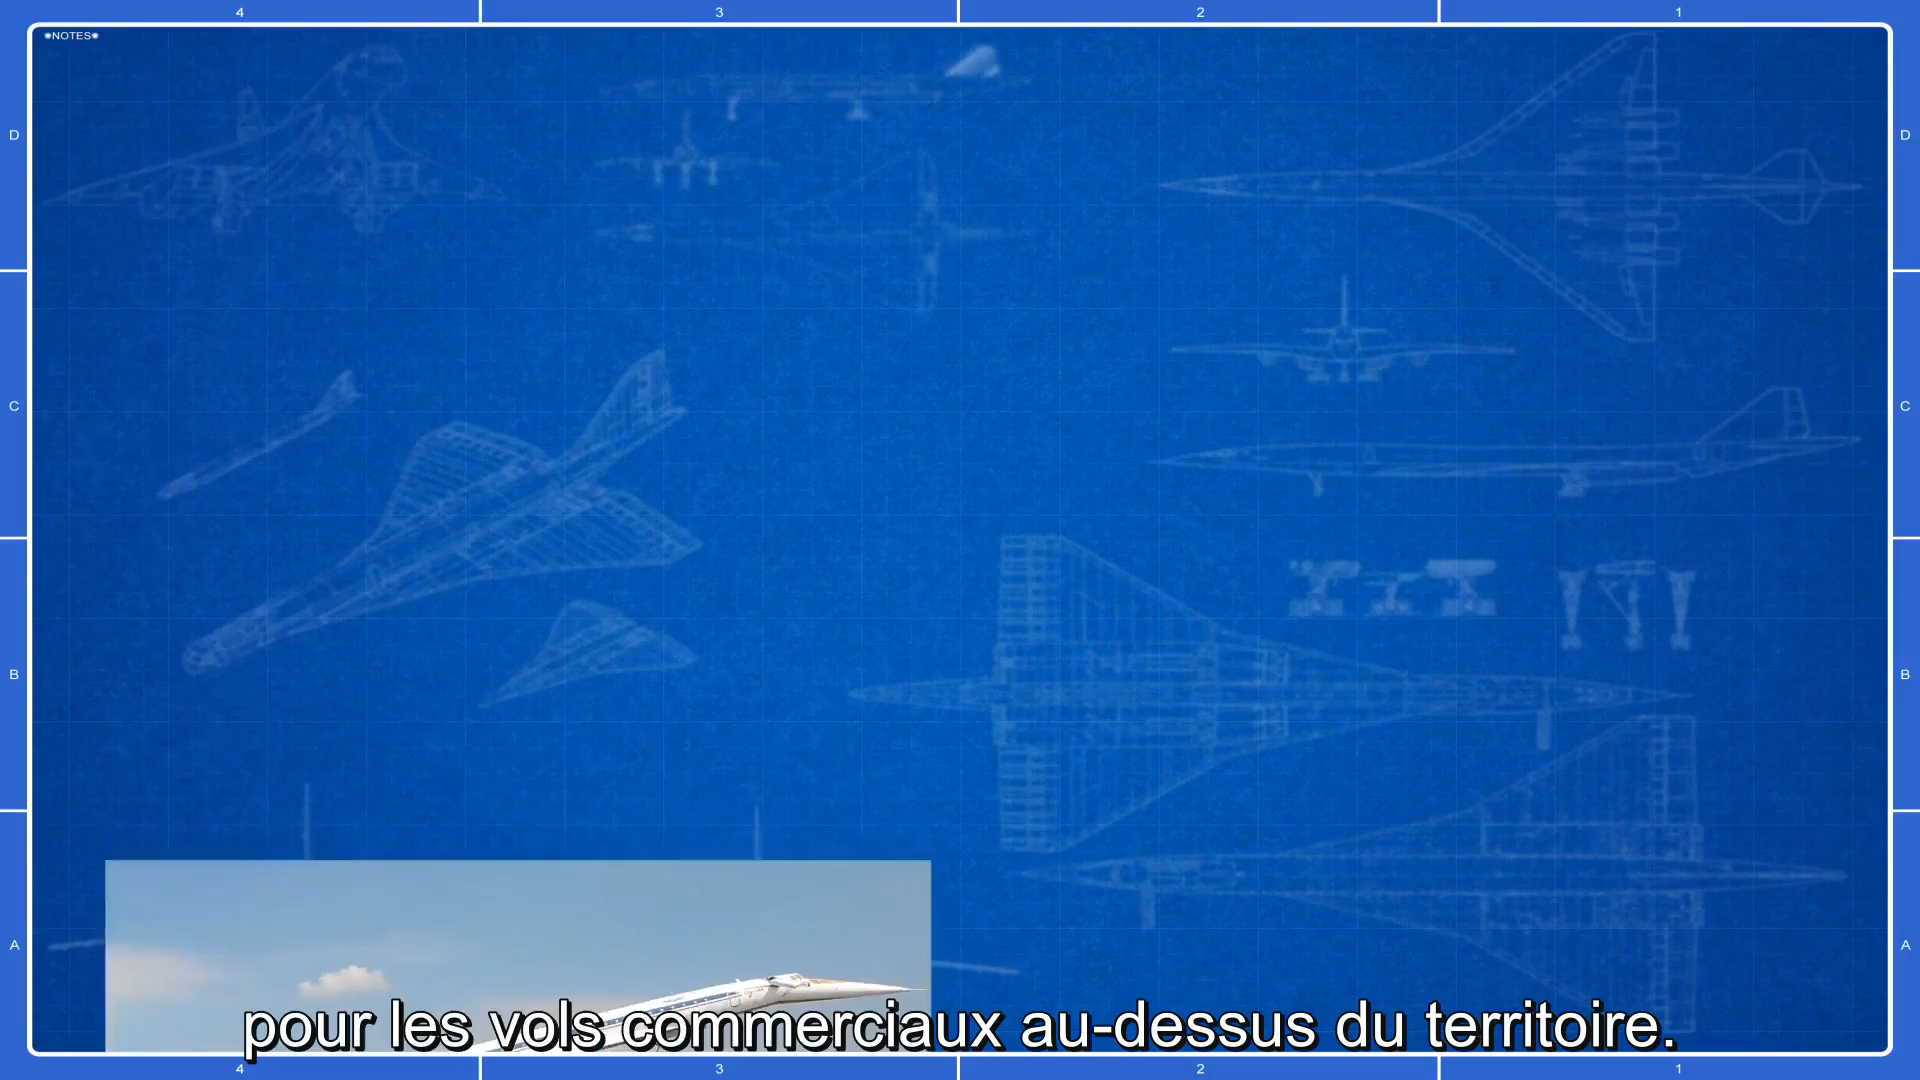 4 3 2 1
✺NOTES✺
D D
C C
B B
A A
pour les vols commerciaux au-dessus du territoire.
4 3 2 1